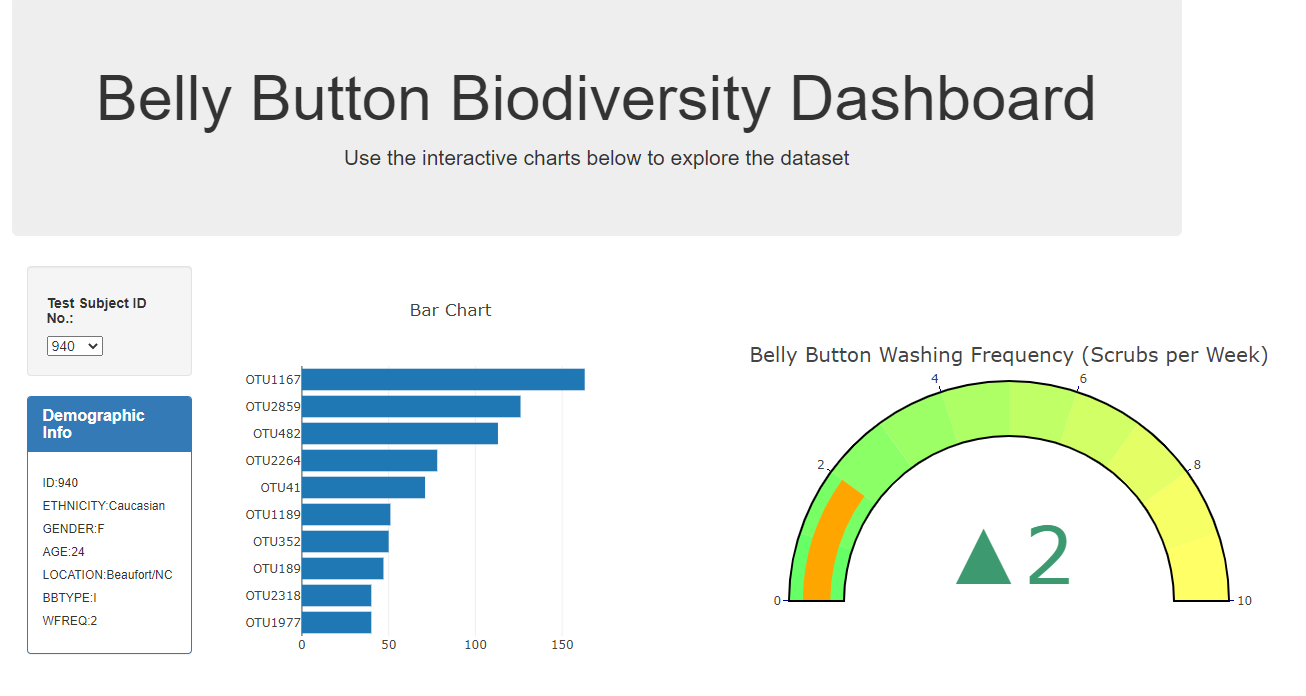 Belly Button Biodiversity Dashboard
Use the interactive charts below to explore the dataset
Test Subject ID
No.:
940
Demographic
Info
ID:940
ETHNICITY:Caucasian
GENDER:F
AGE:24
LOCATION:Beaufort/NC
BBTYPE:I
WFREQ:2
Bar Chart
OTU1167
OTU2859
OTU482
OTU2264
OTU41
OTU1189
OTU352
OTU189
OTU2318
OTU1977
0 50 100 150
Belly Button Washing Frequency (Scrubs per Week)
0
2
4
6
8
10
▲2